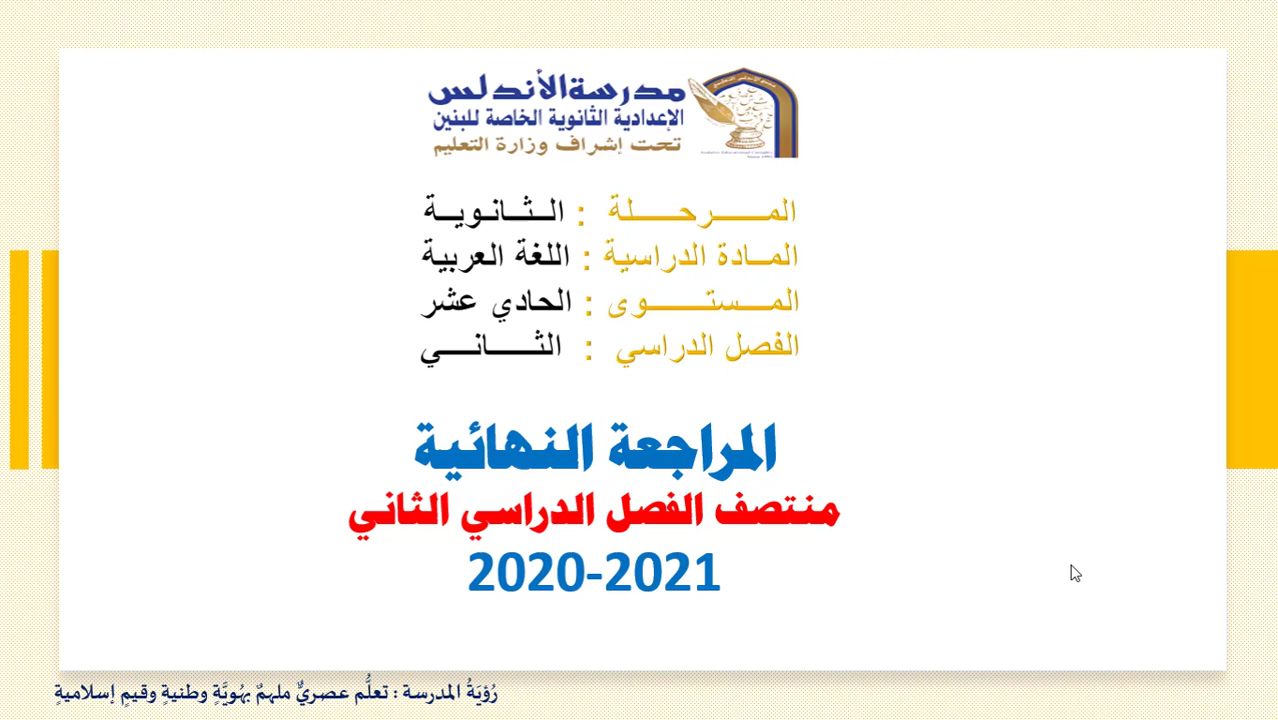 مدرسة الأندلس
الإعدادية الثانوية الخاصة للبنين
تحت إشراف وزارة التعليم
المرحلة : الثانوية
المادة الدراسية : اللغة العربية
المستوى : الحادي عشر
الفصل الدراسي : الثاني
المراجعة النهائية
منتصف الفصل الدراسي الثاني
2020-2021
رُؤيَةُ المدرسة : تعلُّم عصريٌّ ملهمٌ بهُويَّةٍ وطنيةٍ وقيمٍ إسلاميةٍ